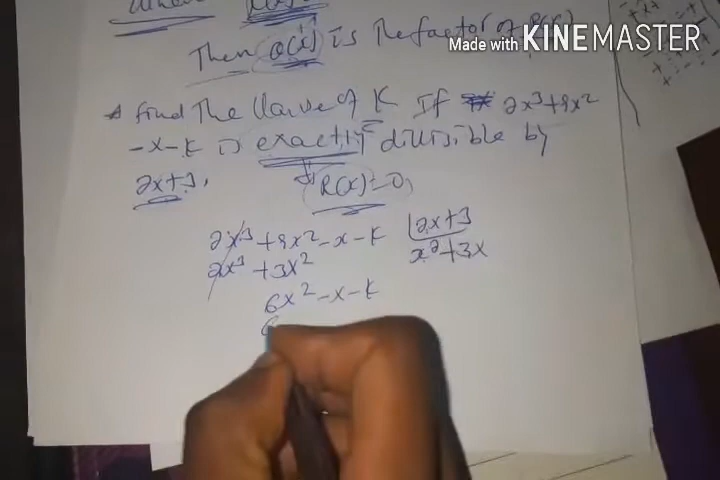 Then Q(x) is the factor of P(x)
Made with KINEMASTER
* find the value of K If 2x³+9x²
-x-k is exactly divisible by
2x+3.
R(x)=0,
2x³+9x²-x-k | 2x+3
2x³+3x² x²+3x
6x²-x-k
6